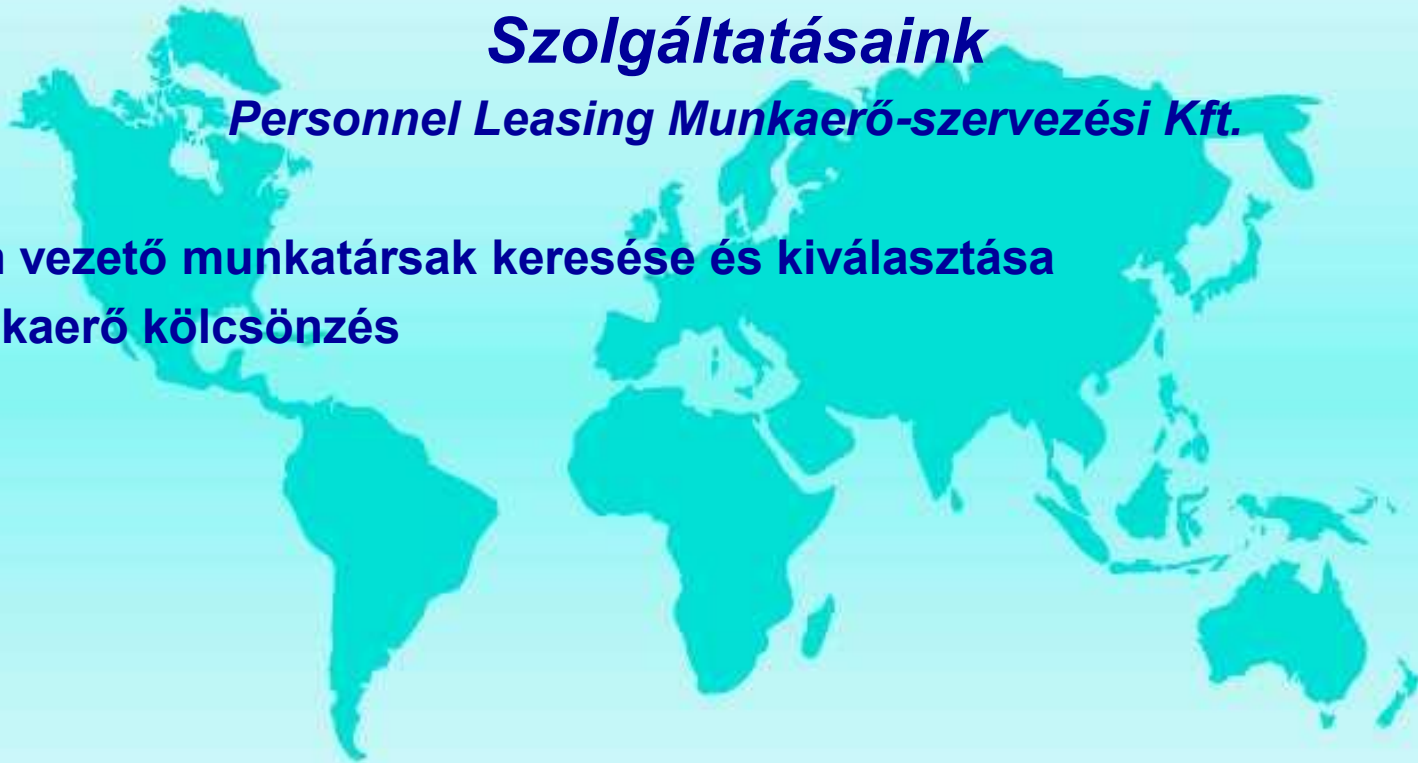 Szolgáltatásaink
Personnel Leasing Munkaerő-szervezési Kft.
vezető munkatársak keresése és kiválasztása
kaerő kölcsönzés